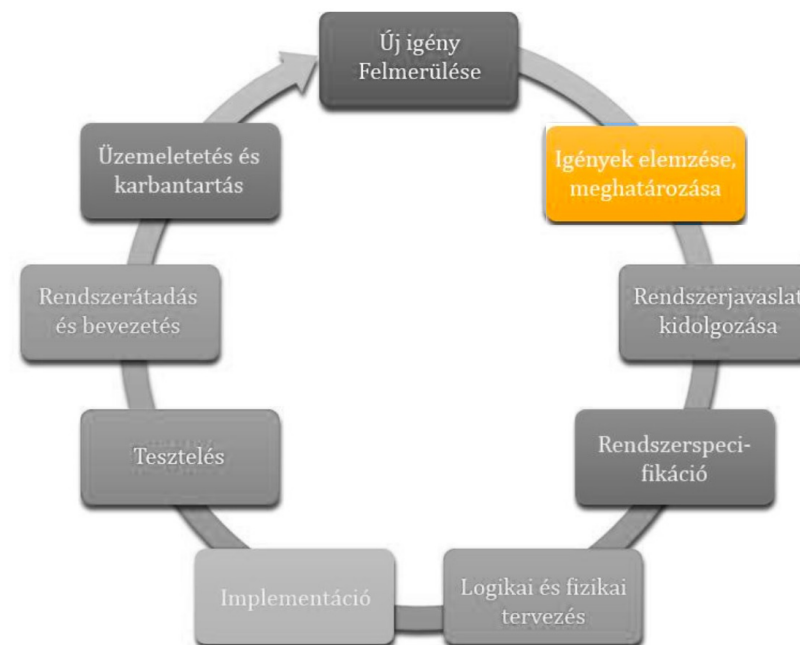 Új igény
Felmerülése
Igények elemzése,
meghatározása
Rendszerjavaslat
kidolgozása
Rendszerspeci-
fikáció
Logikai és fizikai
tervezés
Implementáció
Tesztelés
Rendszerátadás
és bevezetés
Üzemeletetés és
karbantartás